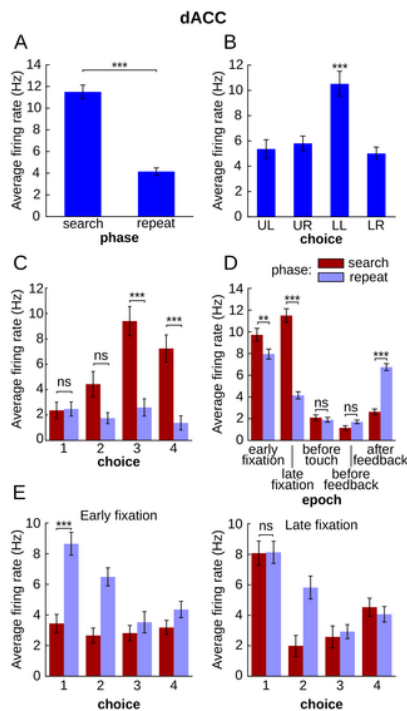 dACC
A
Average firing rate (Hz)
14
12
10
8
6
4
2
0
***
search
repeat
phase
B
Average firing rate (Hz)
12
10
8
6
4
2
0
***
UL
UR
LL
LR
choice
C
Average firing rate (Hz)
12
10
8
6
4
2
0
ns
ns
***
***
1
2
3
4
choice
D
phase:
search
repeat
Average firing rate (Hz)
14
12
10
8
6
4
2
0
**
***
ns
ns
***
early
fixation
late
fixation
before
touch
before
feedback
after
feedback
epoch
E
Early fixation
Average firing rate (Hz)
10
8
6
4
2
0
***
1
2
3
4
choice
Late fixation
Average firing rate (Hz)
10
8
6
4
2
0
ns
1
2
3
4
choice